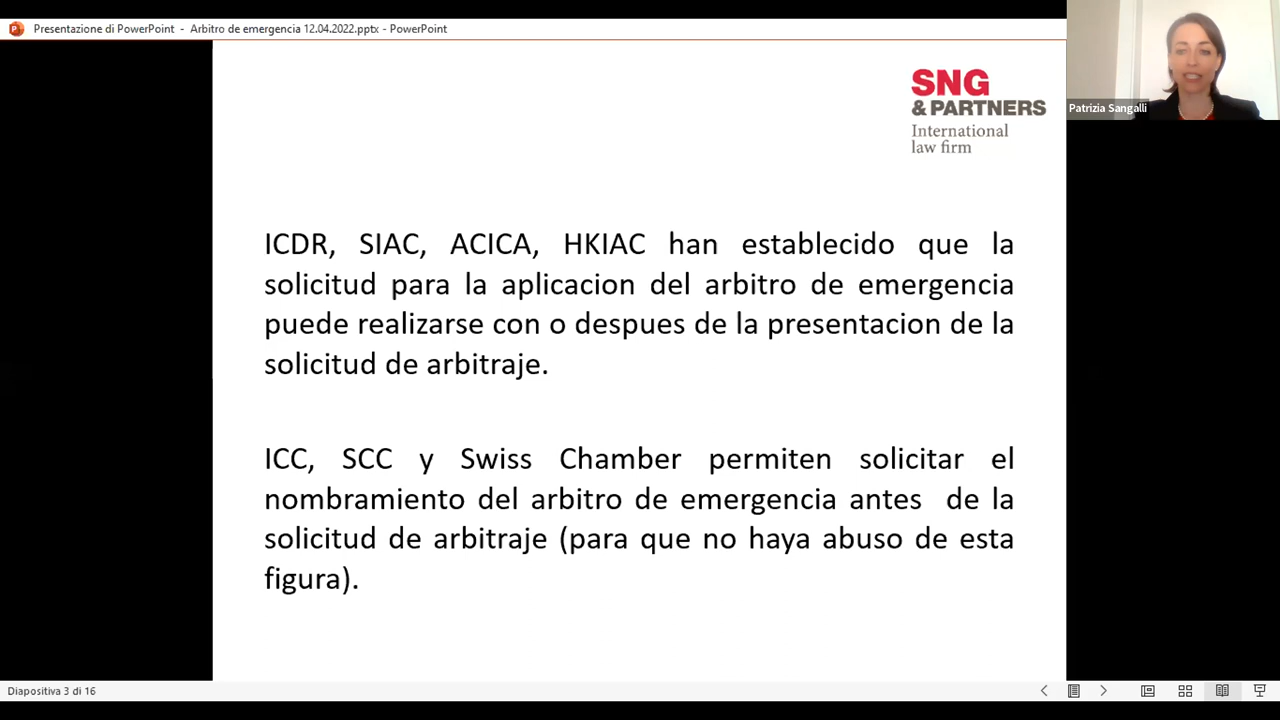 Presentazione di PowerPoint - Arbitro de emergencia 12.04.2022.pptx - PowerPoint
Patrizia Sangalli
SNG
& PARTNERS
International
law firm
ICDR, SIAC, ACICA, HKIAC han establecido que la
solicitud para la aplicacion del arbitro de emergencia
puede realizarse con o despues de la presentacion de la
solicitud de arbitraje.
ICC, SCC y Swiss Chamber permiten solicitar el
nombramiento del arbitro de emergencia antes de la
solicitud de arbitraje (para que no haya abuso de esta
figura).
Diapositiva 3 di 16